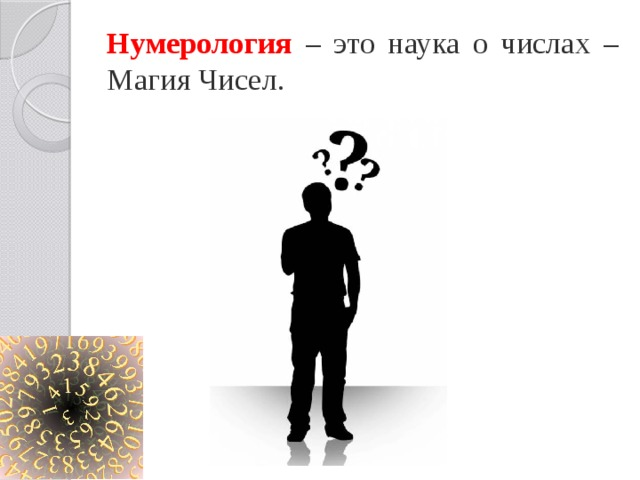 Нумерология – это наука о числах –
Магия Чисел.
???